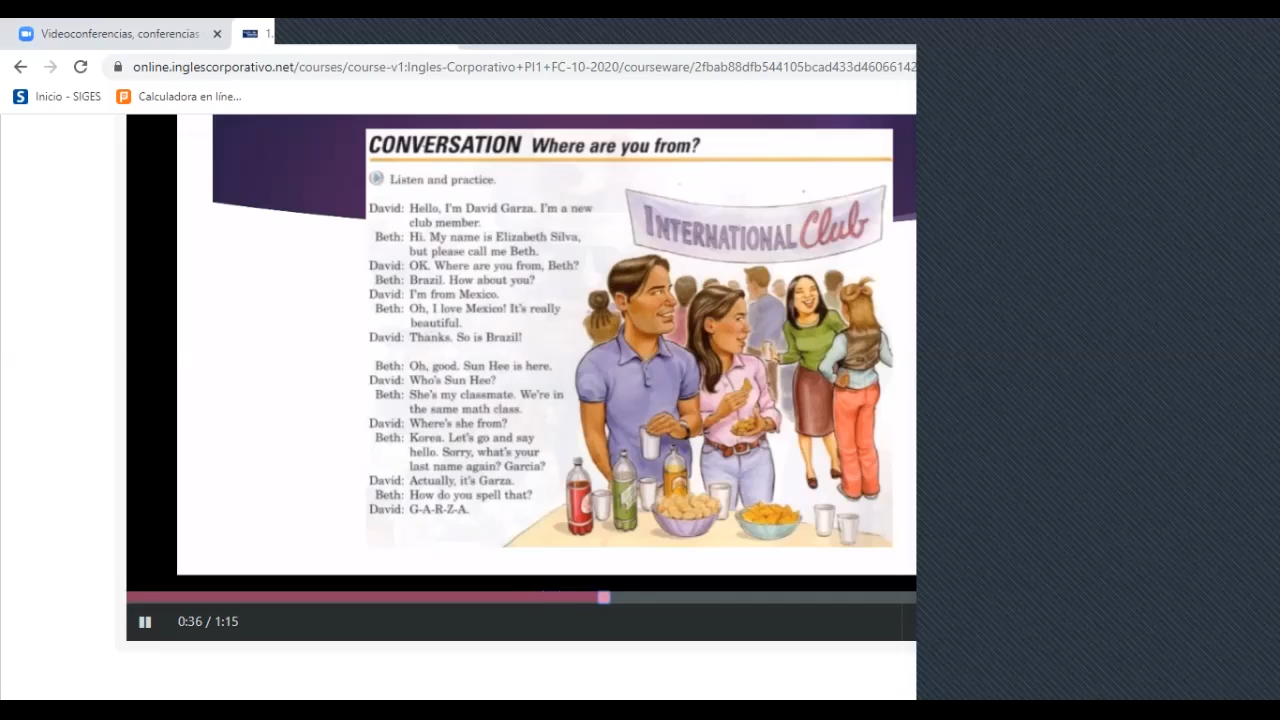 Videoconferencias, conferencias
1.
online.inglescorporativo.net/courses/course-v1:Ingles-Corporativo+PI1+FC-10-2020/courseware/2fbab88dfb544105bcad433d46066142
S Inicio - SIGES
Calculadora en líne...
CONVERSATION Where are you from?
Listen and practice.
David: Hello, I'm David Garza. I'm a new
club member.
Beth: Hi. My name is Elizabeth Silva,
but please call me Beth.
David: OK. Where are you from, Beth?
Beth: Brazil. How about you?
David: I'm from Mexico.
Beth: Oh, I love Mexico! It's really
beautiful.
David: Thanks. So is Brazil!
Beth: Oh, good. Sun Hee is here.
David: Who's Sun Hee?
Beth: She's my classmate. We're in
the same math class.
David: Where's she from?
Beth: Korea. Let's go and say
hello. Sorry, what's your
last name again? Garcia?
David: Actually, it's Garza.
Beth: How do you spell that?
David: G-A-R-Z-A.
INTERNATIONAL Club
0:36 / 1:15